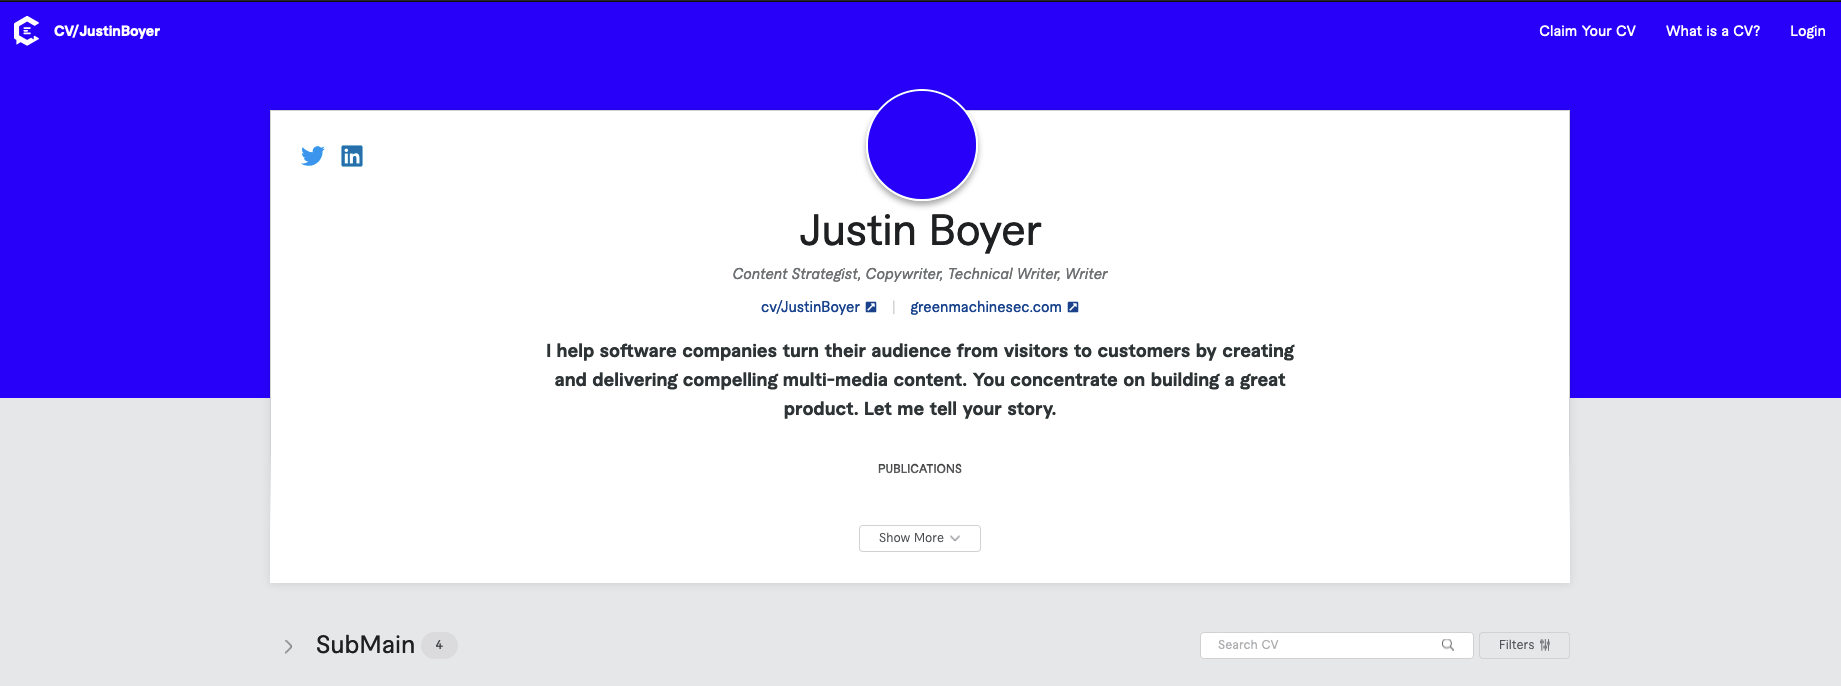 CV/JustinBoyer
Claim Your CV
What is a CV?
Login
Justin Boyer
Content Strategist, Copywriter, Technical Writer, Writer
cv/JustinBoyer | greenmachinesec.com
I help software companies turn their audience from visitors to customers by creating
and delivering compelling multi-media content. You concentrate on building a great
product. Let me tell your story.
PUBLICATIONS
Show More
SubMain 4
Search CV
Filters